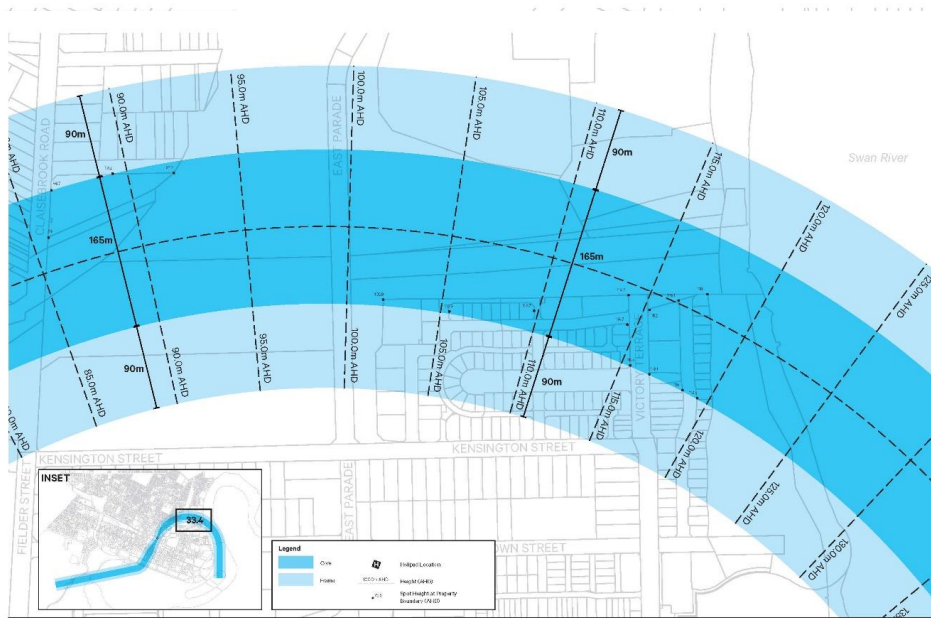 90m
90.0m AHD
95.0m AHD
100.0m AHD
105.0m AHD
110.0m AHD
90m
115.0m AHD
120.0m AHD
125.0m AHD
Swan River
CLAISEBROOK ROAD
EAST PARADE
165m
165m
90m
85.0m AHD
90.0m AHD
95.0m AHD
100.0m AHD
105.0m AHD
110.0m AHD
90m
115.0m AHD
VICTORY TERRACE
120.0m AHD
125.0m AHD
130.0m AHD
KENSINGTON STREET
KENSINGTON STREET
FIELDER STREET
EAST PARADE
INSET
33.4
Legend
Core
Frame
H
Helipad Location
Height (AHD)
Spot Height at Property
Boundary (AHD)